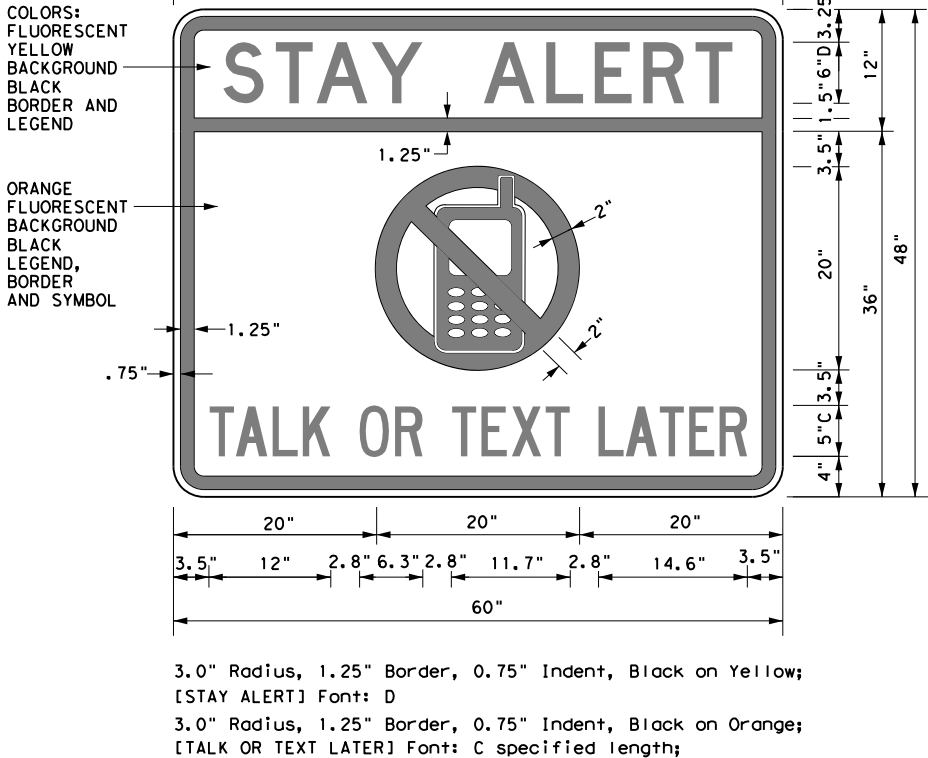 COLORS:
FLUORESCENT
YELLOW
BACKGROUND
BLACK
BORDER AND
LEGEND
STAY ALERT
1.25"
ORANGE
FLUORESCENT
BACKGROUND
BLACK
LEGEND,
BORDER
AND SYMBOL
2"
2"
1.25"
.75"
TALK OR TEXT LATER
3.25"
6"D
1.5"
3.5"
20"
3.5"
5"C
4"
12"
36"
48"
20" 20" 20"
3.5" 12" 2.8" 6.3" 2.8" 11.7" 2.8" 14.6" 3.5"
60"
3.0" Radius, 1.25" Border, 0.75" Indent, Black on Yellow;
[STAY ALERT] Font: D
3.0" Radius, 1.25" Border, 0.75" Indent, Black on Orange;
[TALK OR TEXT LATER] Font: C specified length;